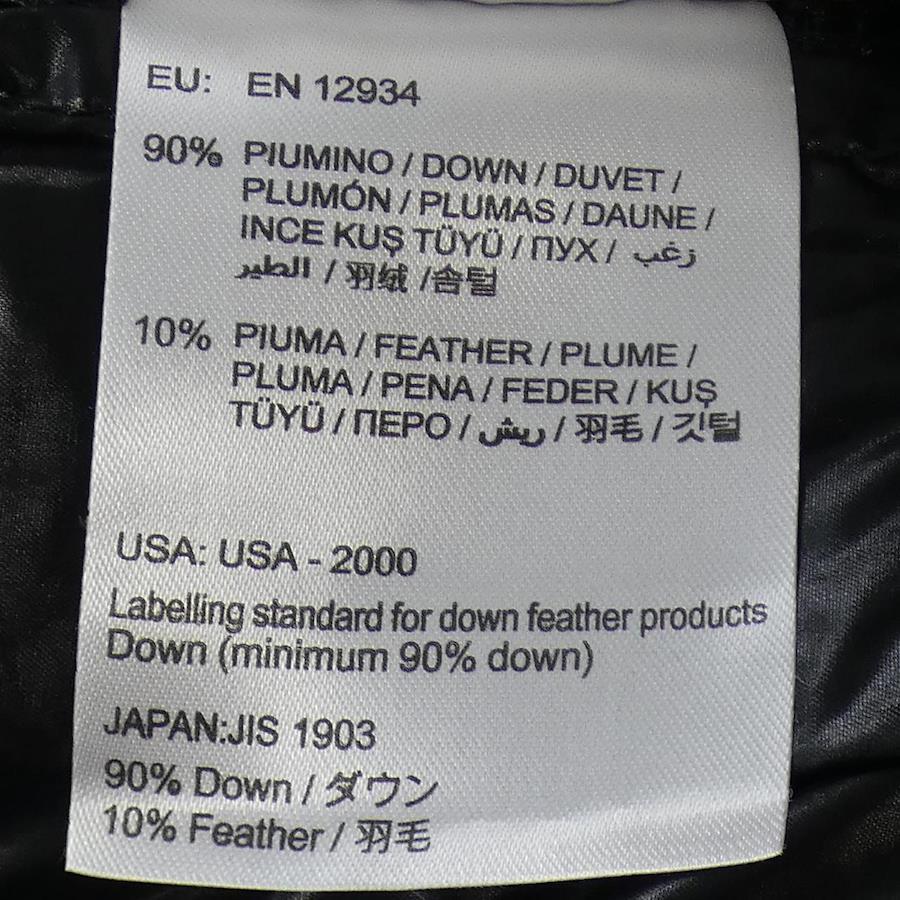 EU: EN 12934
90% PIUMINO / DOWN / DUVET /
PLUMÓN / PLUMAS / DAUNE /
INCE KUŞ TÜYÜ / ПУХ / زغب
الطير / 羽绒 /솜털
10% PIUMA / FEATHER / PLUME /
PLUMA / PENA / FEDER / KUŞ
TÜYÜ / ПЕРО / ريش / 羽毛 / 깃털
USA: USA - 2000
Labelling standard for down feather products
Down (minimum 90% down)
JAPAN:JIS 1903
90% Down / ダウン
10% Feather / 羽毛